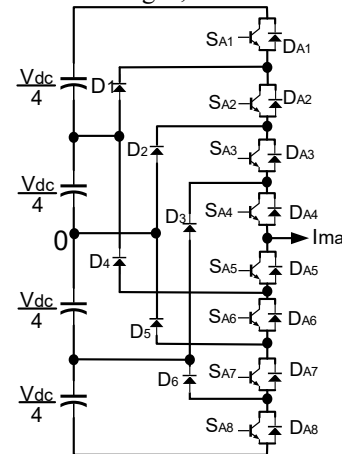 SA1
DA1
Vdc
4
D1
SA2
DA2
D2
SA3
DA3
Vdc
4
D3
SA4
DA4
0
Ima
D4
SA5
DA5
SA6
DA6
Vdc
4
D5
SA7
DA7
D6
Vdc
4
SA8
DA8